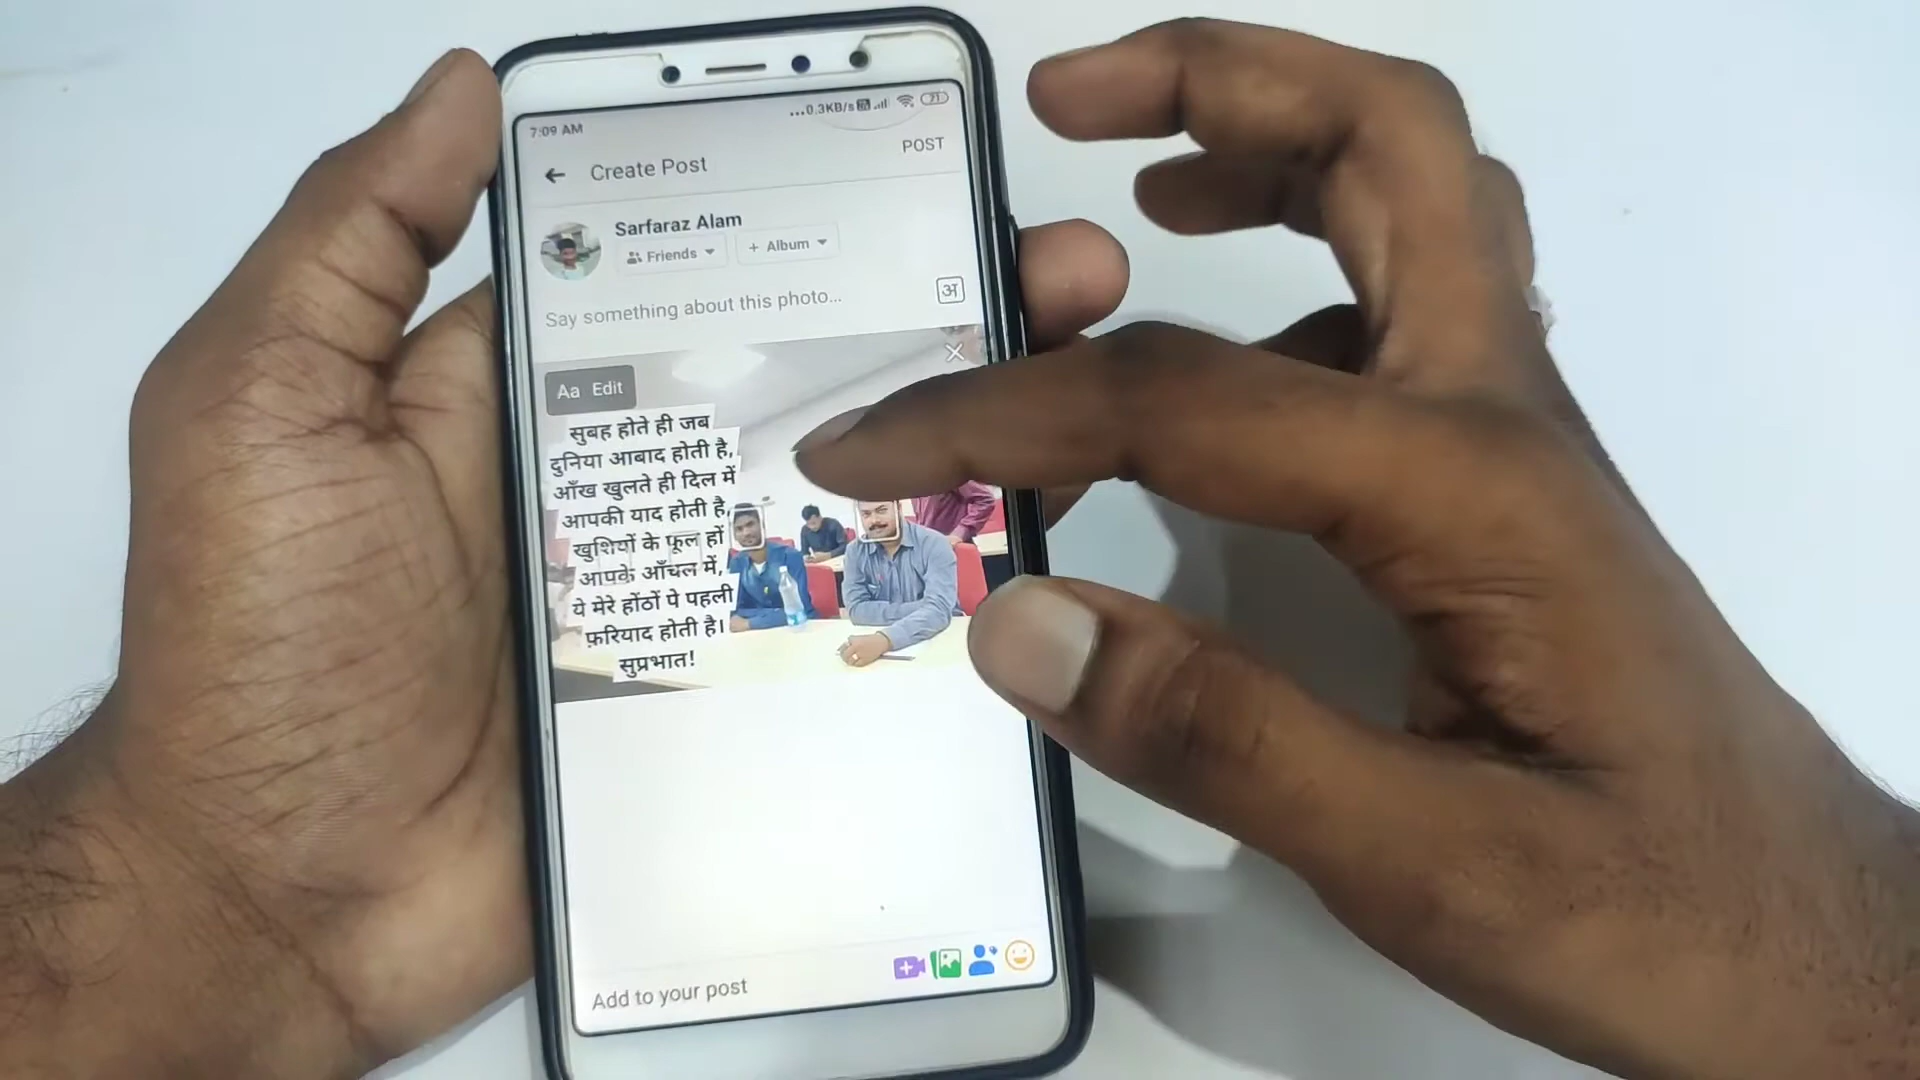 7:09 AM
...0.3KB/s
71
Create Post
POST
Sarfaraz Alam
Friends
+ Album
Say something about this photo...
अ
Aa Edit
सुबह होते ही जब
दुनिया आबाद होती है,
आँख खुलते ही दिल में
आपकी याद होती है,
खुशियों के फूल हों
आपके आँचल में,
ये मेरे होंठों पे पहली
फ़रियाद होती है।
सुप्रभात!
Add to your post